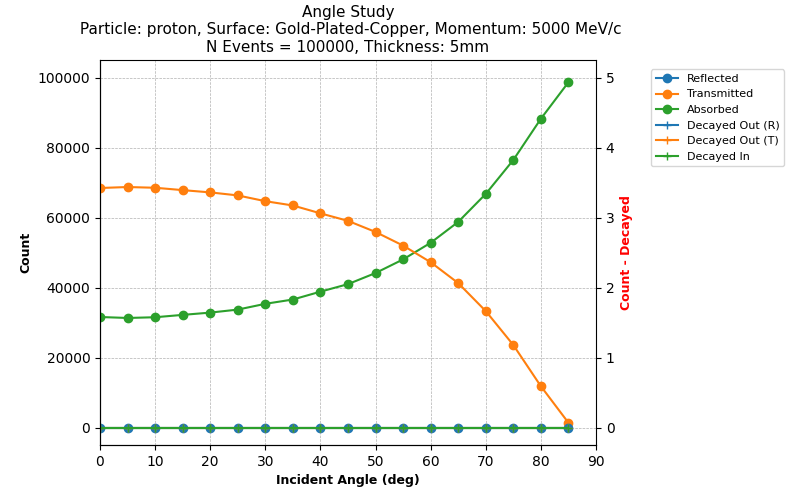 Angle Study
Particle: proton, Surface: Gold-Plated-Copper, Momentum: 5000 MeV/c
N Events = 100000, Thickness: 5mm
100000
80000
60000
40000
20000
0
Count
5
4
3
2
1
0
Count - Decayed
0 10 20 30 40 50 60 70 80 90
Incident Angle (deg)
Reflected
Transmitted
Absorbed
Decayed Out (R)
Decayed Out (T)
Decayed In